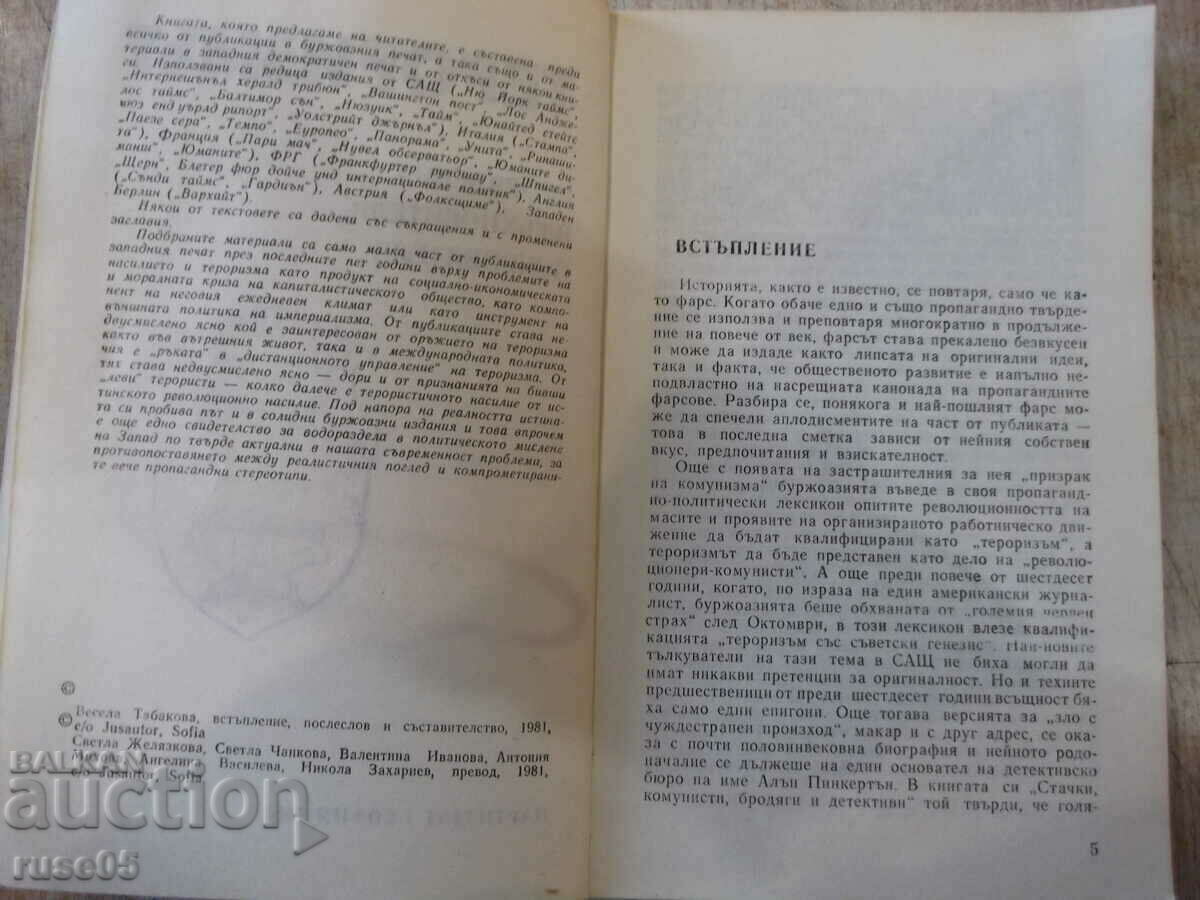 Книгата, която предлагаме на читателите, е съставена преди
всичко от публикации в буржоазния печат, а така също и от ма-
териали в западния демократичен печат и от откъси от някои кни-
ги. Използвани са редица издания от САЩ („Ню Йорк таймс“,
„Интернешънъл хералд трибюн“, „Вашингтон пост“, „Лос Андже-
лос таймс“, „Балтимор сън“, „Нюзуик“, „Тайм“, „Юнайтед стейтс
нюз енд уърлд рипорт“, „Уолстрийт джърнъл“), Италия („Стампа“,
„Паезе сера“, „Темпо“, „Еуропео“, „Панорама“, „Унита“, „Ринаши-
та“), Франция („Пари мач“, „Нувел обсерватьор“, „Юманите ди-
манш“, „Юманите“), ФРГ („Франкфуртер рундшау“, „Шпигел“,
„Щерн“, Блетер фюр дойче унд интернационале политик“), Англия
(„Сънди таймс“, „Гардиън“), Австрия („Фолксщиме“), Западен
Берлин („Вархайт“).
Някои от текстовете са дадени със съкращения и с променени
заглавия.
Подбраните материали са само малка част от публикациите в
западния печат през последните пет години върху проблемите на
насилието и тероризма като продукт на социално-икономическата
и моралната криза на капиталистическото общество, като компо-
нент на неговия ежедневен климат или като инструмент на
външната политика на империализма. От публикациите става не-
двусмислено ясно кой е заинтересован от оръжието на тероризма
както във вътрешния живот, така и в международната политика,
чия е „ръката“ в „дистанционното управление“ на тероризма. От
тях става недвусмислено ясно — дори и от признанията на бивши
„леви“ терористи — колко далече е терористичното насилие от ис-
тинското революционно насилие. Под напора на реалността истина-
та си пробива път и в солидни буржоазни издания и това впрочем
е още едно свидетелство за водораздела в политическото мислене
на Запад по твърде актуални в нашата съвременност проблеми, за
противопоставянето между реалистичния поглед и компрометирани-
те вече пропагандни стереотипи.
©
Весела Табакова, встъпление, послеслов и съставителство, 1981,
© c/o Jusautor, Sofia
Светла Желязкова, Светла Чапкова, Валентина Иванова, Антония
Василева, Никола Захариев, превод, 1981,
c/o Jusautor, Sofia
ВСТЪПЛЕНИЕ
Историята, както е известно, се повтаря, само че ка-
то фарс. Когато обаче едно и също пропагандно твърде-
ние се използва и преповтаря многократно в продълже-
ние на повече от век, фарсът става прекалено безвкусен
и може да издаде както липсата на оригинални идеи,
така и факта, че общественото развитие е напълно не-
подвластно на насрещната канонада на пропагандните
фарсове. Разбира се, понякога и най-пошлият фарс мо-
же да спечели аплодисментите на част от публиката —
това в последна сметка зависи от нейния собствен
вкус, предпочитания и взискателност.
Още с появата на застрашителния за нея „призрак
на комунизма“ буржоазията въведе в своя пропаганд-
но-политически лексикон опитите революционността на
масите и проявите на организираното работническо дви-
жение да бъдат квалифицирани като „тероризъм“, а
тероризмът да бъде представен като дело на „револю-
ционери-комунисти“. А още преди повече от шестдесет
години, когато, по израза на един американски журна-
лист, буржоазията беше обхваната от „големия червен
страх“ след Октомври, в този лексикон влезе квалифи-
кацията „тероризъм със съветски генезис“. Най-новите
тълкуватели на тази тема в САЩ не биха могли да
имат никакви претенции за оригиналност. Но и техните
предшественици от преди шестдесет години всъщност бя-
ха само едни епигони. Още тогава версията за „зло с
чуждестранен произход“, макар и с друг адрес, се ока-
за с почти половинвековна биография и нейното родо-
началие се дължеше на един основател на детективско
бюро на име Алън Пинкертън. В книгата си „Стачки,
комунисти, бродяги и детективи“ той твърди, че голя-
5
BALKAN
auction
ruse05